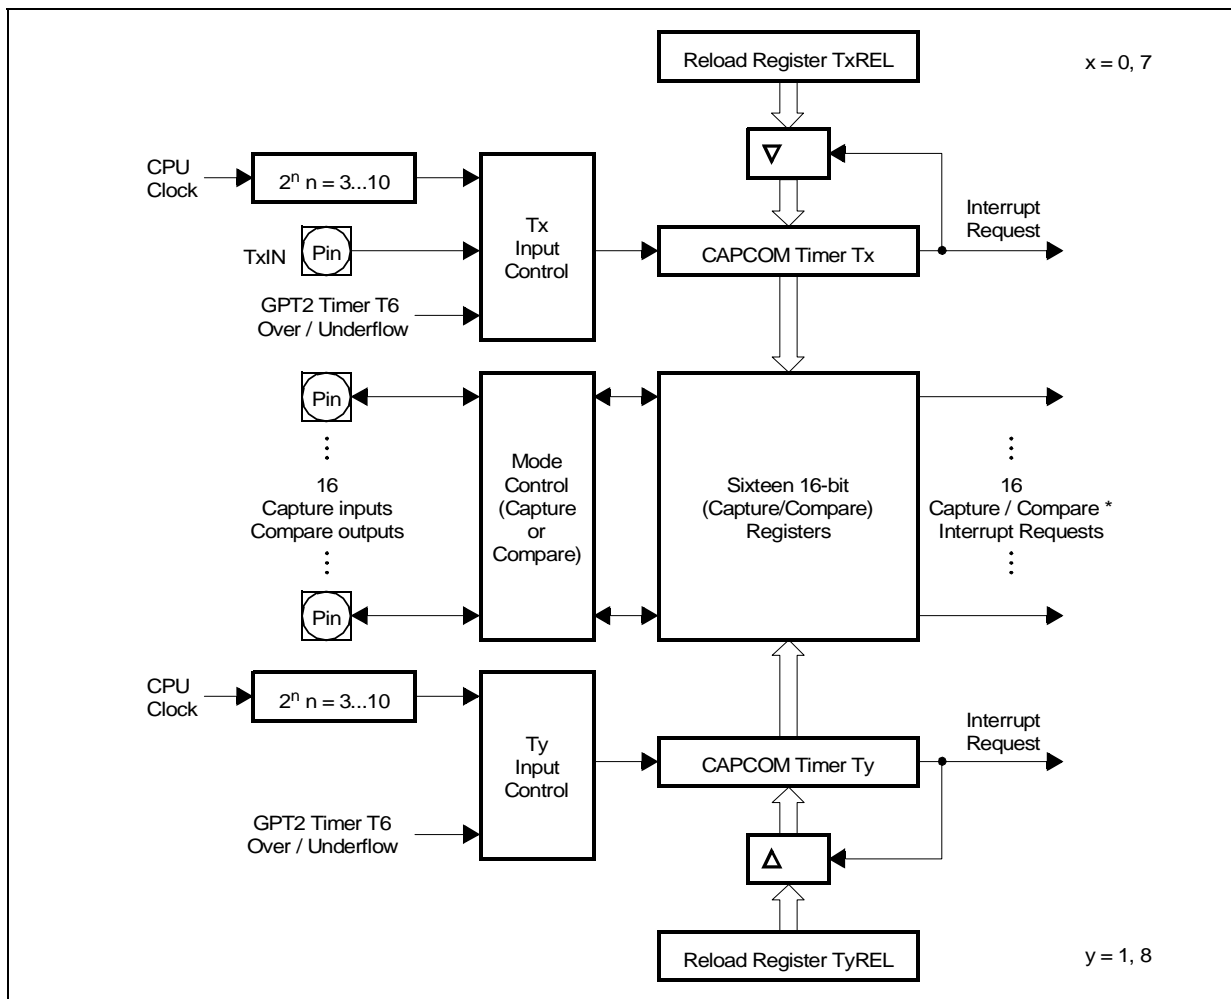 Reload Register TxREL
x = 0, 7
CPU
Clock
2ⁿ n = 3...10
Tx
Input
Control
Interrupt
Request
TxIN
Pin
CAPCOM Timer Tx
GPT2 Timer T6
Over / Underflow
Pin
16
Capture inputs
Compare outputs
Pin
Mode
Control
(Capture
or
Compare)
Sixteen 16-bit
(Capture/Compare)
Registers
16
Capture / Compare *
Interrupt Requests
CPU
Clock
2ⁿ n = 3...10
Ty
Input
Control
Interrupt
Request
CAPCOM Timer Ty
GPT2 Timer T6
Over / Underflow
Reload Register TyREL
y = 1, 8